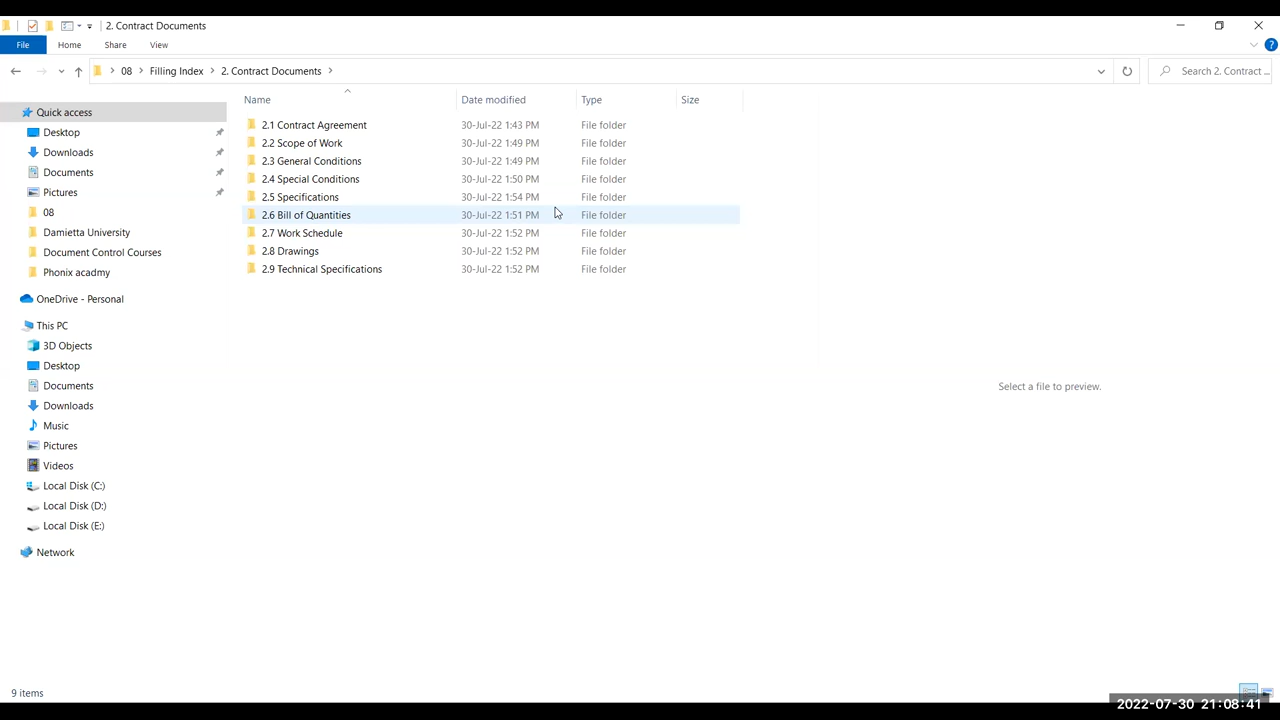 2. Contract Documents
File Home Share View
08 Filling Index 2. Contract Documents
Search 2. Contract ...
Name Date modified Type Size
Quick access
Desktop
Downloads
Documents
Pictures
08
Damietta University
Document Control Courses
Phonix acadmy
OneDrive - Personal
This PC
3D Objects
Desktop
Documents
Downloads
Music
Pictures
Videos
Local Disk (C:)
Local Disk (D:)
Local Disk (E:)
Network
2.1 Contract Agreement 30-Jul-22 1:43 PM File folder
2.2 Scope of Work 30-Jul-22 1:49 PM File folder
2.3 General Conditions 30-Jul-22 1:49 PM File folder
2.4 Special Conditions 30-Jul-22 1:50 PM File folder
2.5 Specifications 30-Jul-22 1:54 PM File folder
2.6 Bill of Quantities 30-Jul-22 1:51 PM File folder
2.7 Work Schedule 30-Jul-22 1:52 PM File folder
2.8 Drawings 30-Jul-22 1:52 PM File folder
2.9 Technical Specifications 30-Jul-22 1:52 PM File folder
Select a file to preview.
9 items
2022-07-30 21:08:41